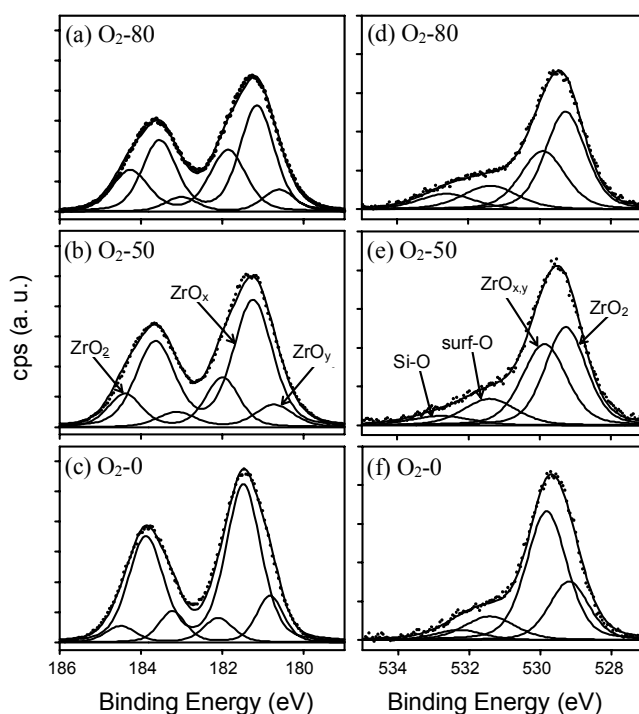 (a) O2-80
(d) O2-80
(b) O2-50
(e) O2-50
ZrOx
ZrO2
ZrOy
ZrOx,y
ZrO2
surf-O
Si-O
cps (a. u.)
(c) O2-0
(f) O2-0
186 184 182 180
534 532 530 528
Binding Energy (eV)
Binding Energy (eV)